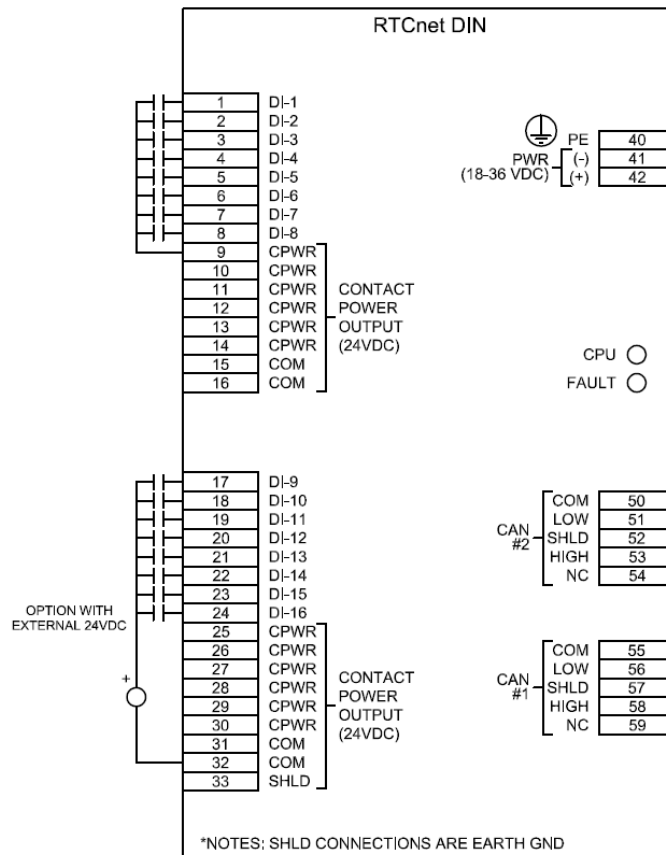 RTCnet DIN
1 DI-1
2 DI-2
3 DI-3
4 DI-4
5 DI-5
6 DI-6
7 DI-7
8 DI-8
9 CPWR
10 CPWR
11 CPWR
12 CPWR
13 CPWR
14 CPWR
15 COM
16 COM
CONTACT
POWER
OUTPUT
(24VDC)
PE 40
(-) 41
(+) 42
PWR
(18-36 VDC)
CPU
FAULT
17 DI-9
18 DI-10
19 DI-11
20 DI-12
21 DI-13
22 DI-14
23 DI-15
24 DI-16
25 CPWR
26 CPWR
27 CPWR
28 CPWR
29 CPWR
30 CPWR
31 COM
32 COM
33 SHLD
OPTION WITH
EXTERNAL 24VDC
+
CONTACT
POWER
OUTPUT
(24VDC)
CAN
#2
COM 50
LOW 51
SHLD 52
HIGH 53
NC 54
CAN
#1
COM 55
LOW 56
SHLD 57
HIGH 58
NC 59
*NOTES: SHLD CONNECTIONS ARE EARTH GND